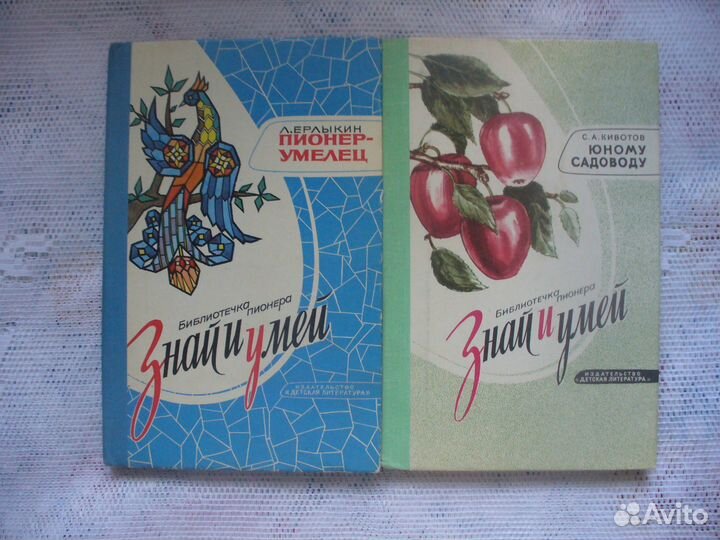 Л. ЕРЛЫКИН
ПИОНЕР-
УМЕЛЕЦ
Библиотечка
пионера
Знай и умей
ИЗДАТЕЛЬСТВО
«ДЕТСКАЯ ЛИТЕРАТУРА»
С. А. КИВОТОВ
ЮНОМУ
САДОВОДУ
Библиотечка
пионера
Знай и умей
ИЗДАТЕЛЬСТВО
«ДЕТСКАЯ ЛИТЕРАТУРА»
Avito